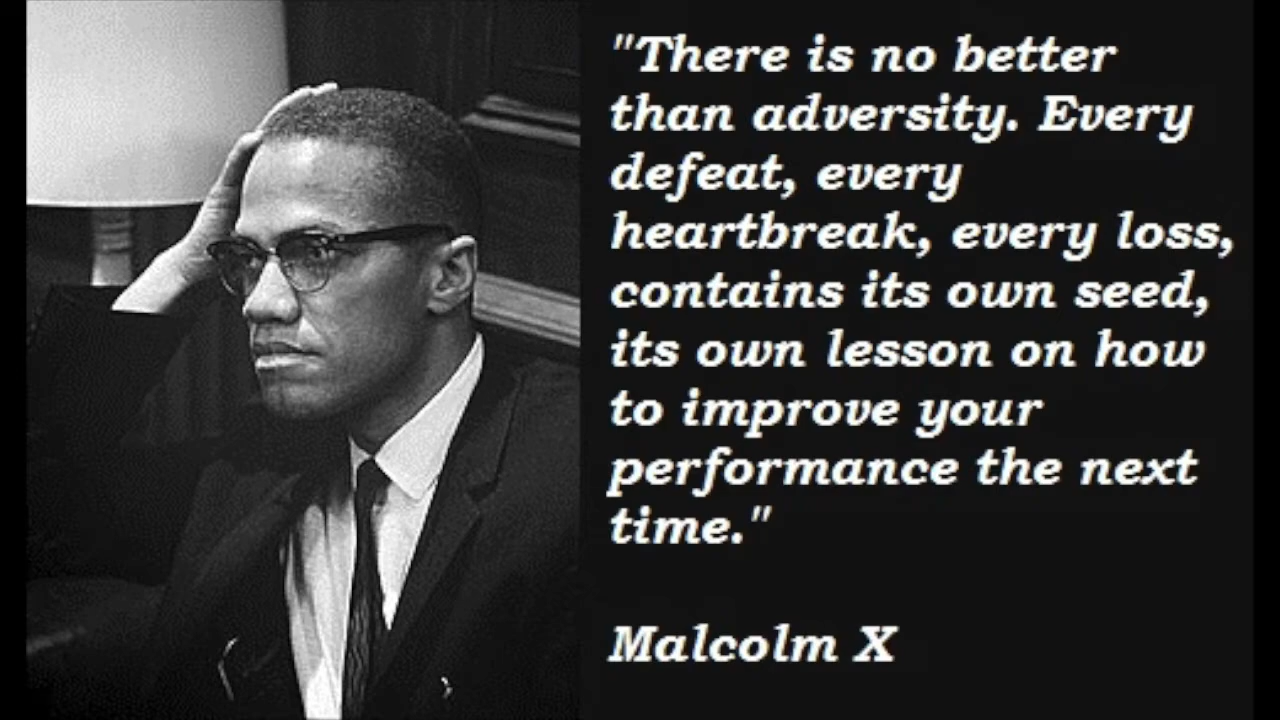 "There is no better
than adversity. Every
defeat, every
heartbreak, every loss,
contains its own seed,
its own lesson on how
to improve your
performance the next
time."
Malcolm X